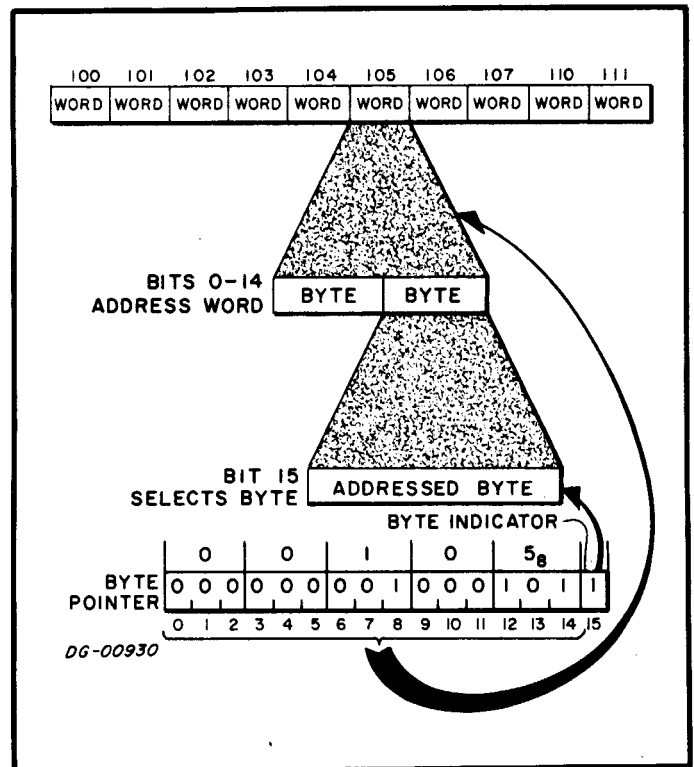 100 101 102 103 104 105 106 107 110 111
WORD WORD WORD WORD WORD WORD WORD WORD WORD WORD
BITS 0-14
ADDRESS WORD
BYTE BYTE
BIT 15
SELECTS BYTE
ADDRESSED BYTE
BYTE INDICATOR
0 0 1 0 5₈
BYTE
POINTER
0 0 0 0 0 0 0 0 1 0 0 0 1 0 1 1
0 1 2 3 4 5 6 7 8 9 10 11 12 13 14 15
DG-00930